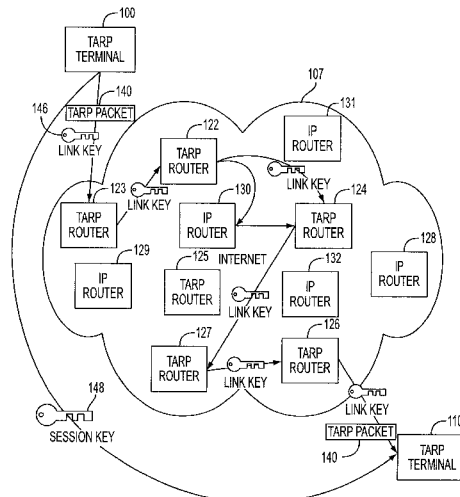 100
TARP
TERMINAL
140
TARP PACKET
146
LINK KEY
107
131
IP
ROUTER
122
TARP
ROUTER
LINK KEY
LINK KEY
123
TARP
ROUTER
130
IP
ROUTER
124
TARP
ROUTER
INTERNET
129
IP
ROUTER
125
TARP
ROUTER
132
IP
ROUTER
128
IP
ROUTER
LINK KEY
127
TARP
ROUTER
LINK KEY
126
TARP
ROUTER
LINK KEY
148
SESSION KEY
TARP PACKET
140
110
TARP
TERMINAL